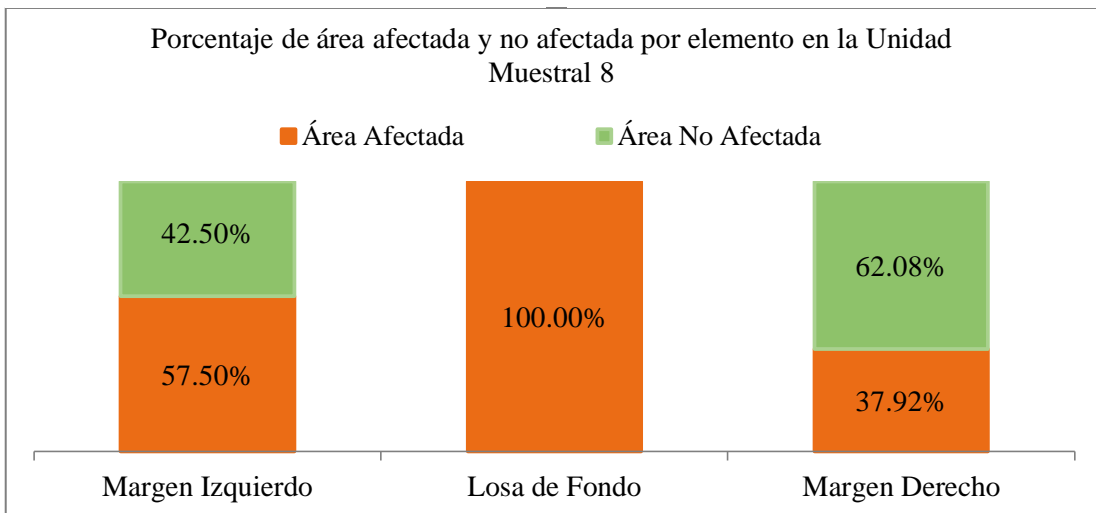 Porcentaje de área afectada y no afectada por elemento en la Unidad
Muestral 8
Área Afectada
Área No Afectada
42.50%
57.50%
100.00%
62.08%
37.92%
Margen Izquierdo
Losa de Fondo
Margen Derecho